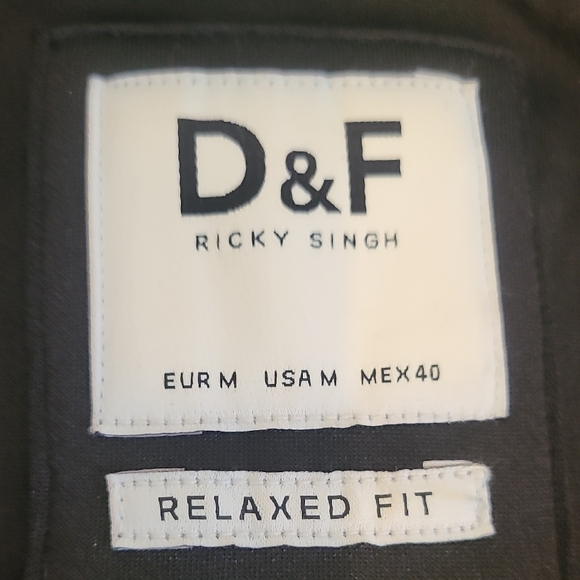 D&F
RICKY SINGH
EUR M USA M MEX 40
RELAXED FIT